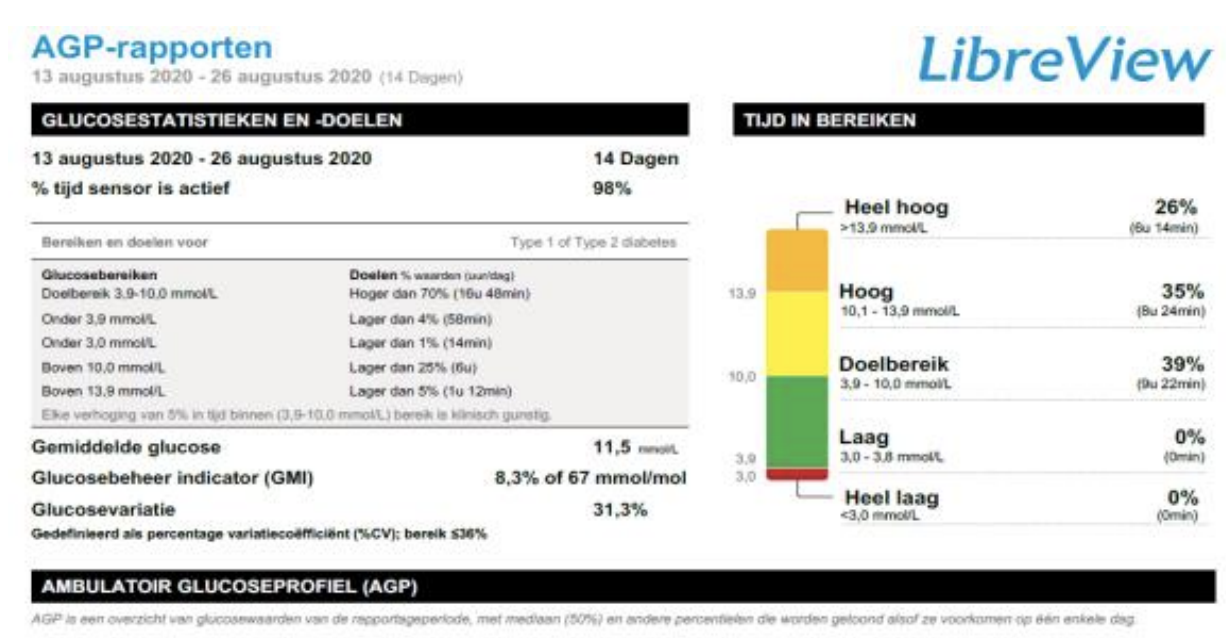 AGP-rapporten
13 augustus 2020 - 26 augustus 2020 (14 Dagen)
LibreView
GLUCOSESTATISTIEKEN EN -DOELEN
13 augustus 2020 - 26 augustus 2020 14 Dagen
% tijd sensor is actief 98%
Bereiken en doelen voor Type 1 of Type 2 diabetes
Glucosebereiken Doelen % waarden (uur/dag)
Doelbereik 3,9-10,0 mmol/L Hoger dan 70% (16u 48min)
Onder 3,9 mmol/L Lager dan 4% (58min)
Onder 3,0 mmol/L Lager dan 1% (14min)
Boven 10,0 mmol/L Lager dan 25% (6u)
Boven 13,9 mmol/L Lager dan 5% (1u 12min)
Elke verhoging van 5% in tijd binnen (3,9-10,0 mmol/L) bereik is klinisch gunstig.
Gemiddelde glucose 11,5 mmol/L
Glucosebeheer indicator (GMI) 8,3% of 67 mmol/mol
Glucosevariatie 31,3%
Gedefinieerd als percentage variatiecoëfficiënt (%CV); bereik ≤36%
TIJD IN BEREIKEN
Heel hoog 26%
>13,9 mmol/L (6u 14min)
13,9
Hoog 35%
10,1 - 13,9 mmol/L (8u 24min)
10,0
Doelbereik 39%
3,9 - 10,0 mmol/L (9u 22min)
Laag 0%
3,9
3,0 - 3,8 mmol/L (0min)
3,0
Heel laag 0%
<3,0 mmol/L (0min)
AMBULATOIR GLUCOSEPROFIEL (AGP)
AGP is een overzicht van glucosewaarden van de rapportageperiode, met mediaan (50%) en andere percentielen die worden getoond alsof ze voorkomen op één enkele dag.